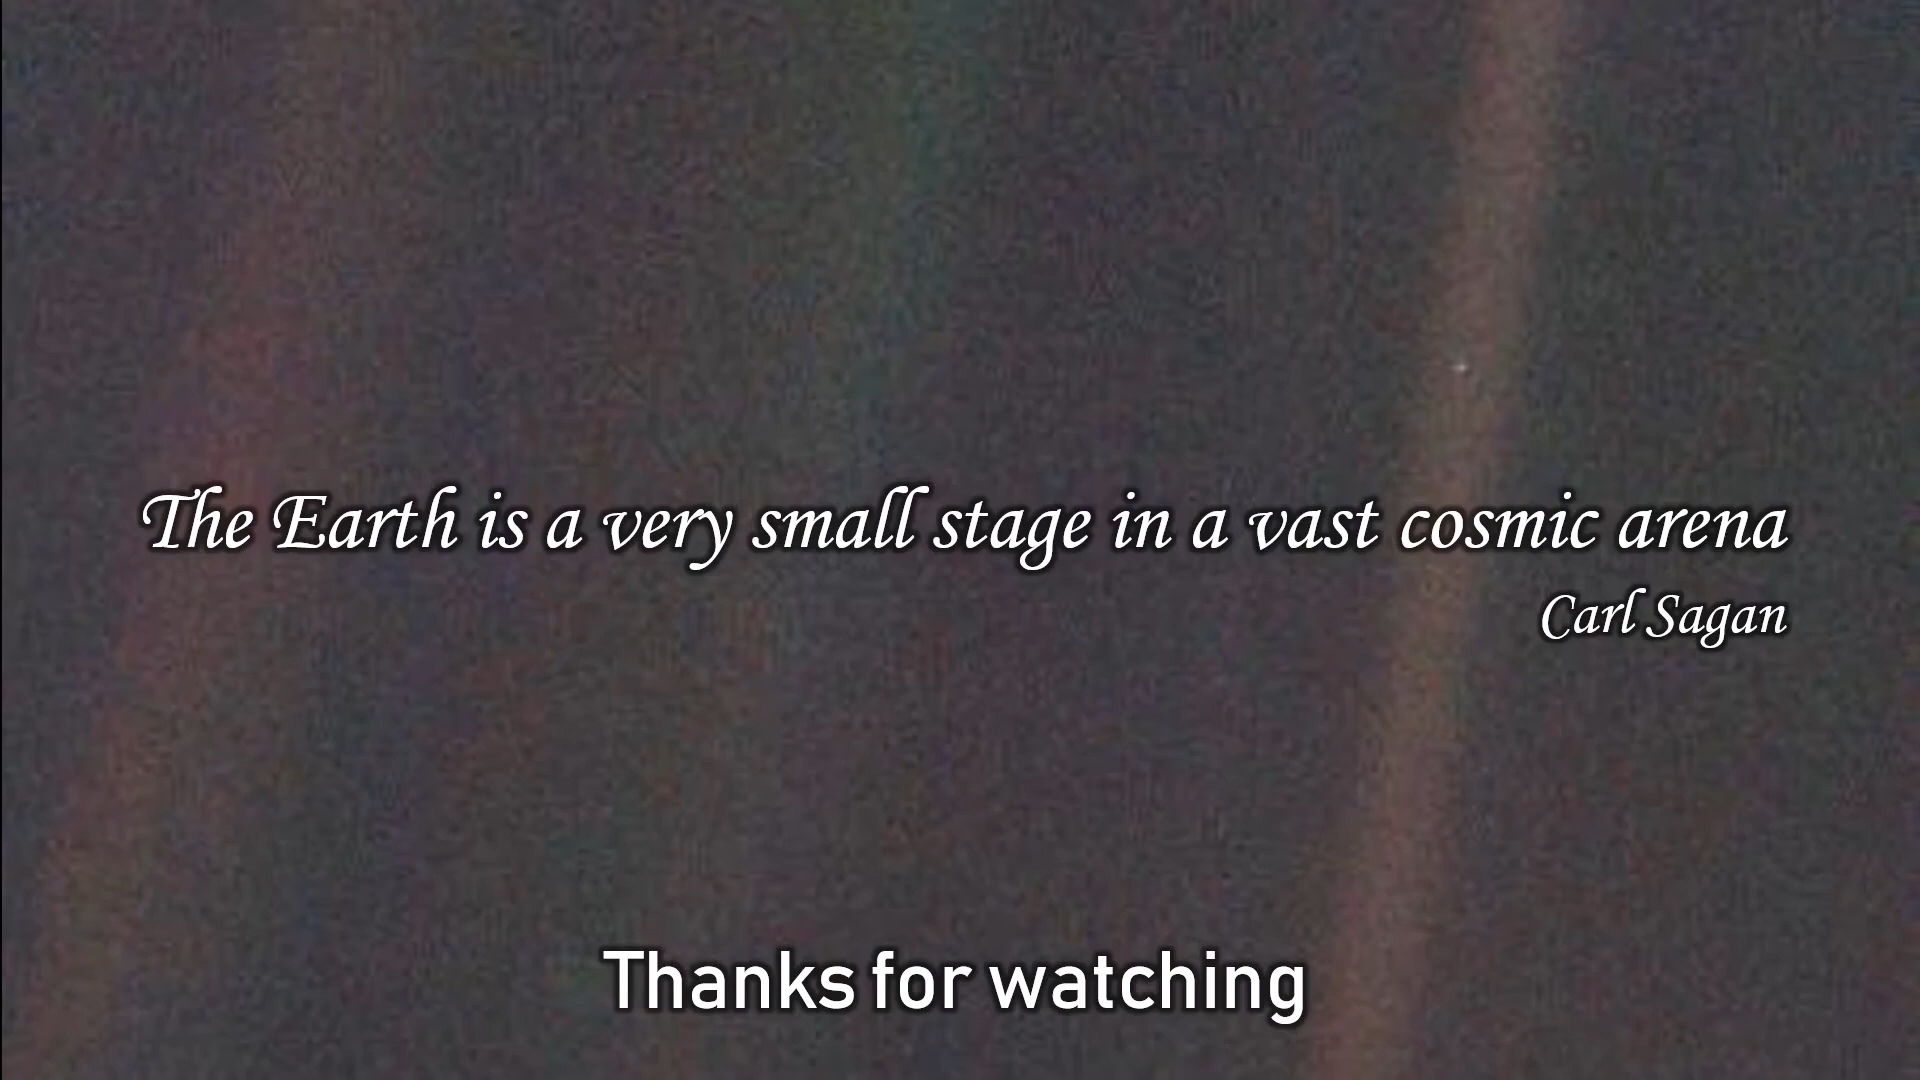 The Earth is a very small stage in a vast cosmic arena
Carl Sagan
Thanks for watching